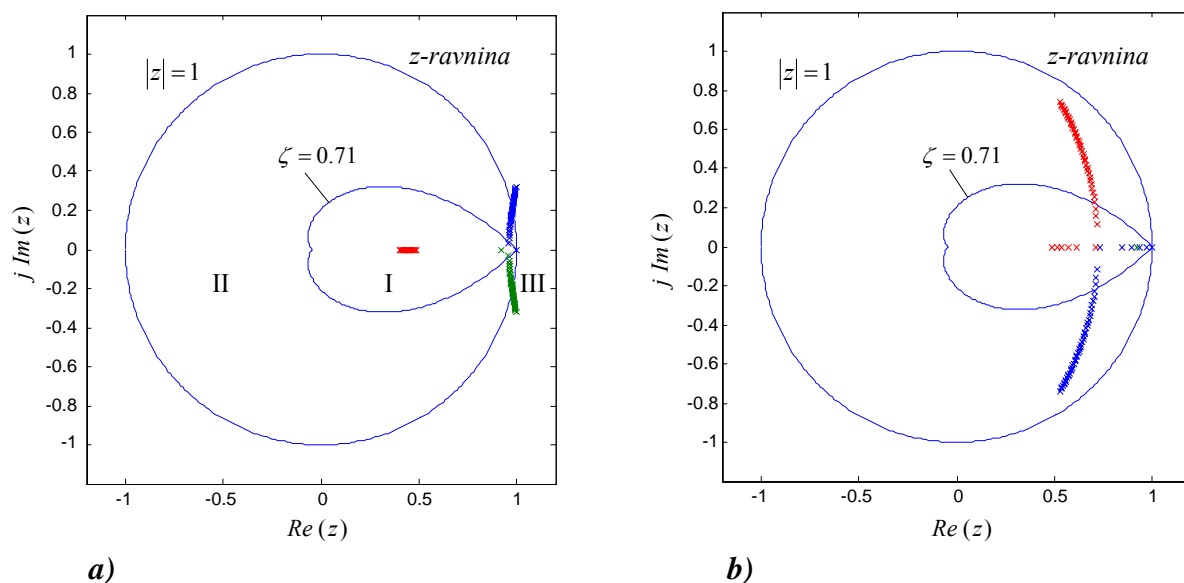 z-ravnina
|z| = 1
ζ = 0.71
I
II
III
1
0.8
0.6
0.4
0.2
0
-0.2
-0.4
-0.6
-0.8
-1
-1
-0.5
0
0.5
1
j Im (z)
Re (z)
a)
z-ravnina
|z| = 1
ζ = 0.71
1
0.8
0.6
0.4
0.2
0
-0.2
-0.4
-0.6
-0.8
-1
-1
-0.5
0
0.5
1
j Im (z)
Re (z)
b)